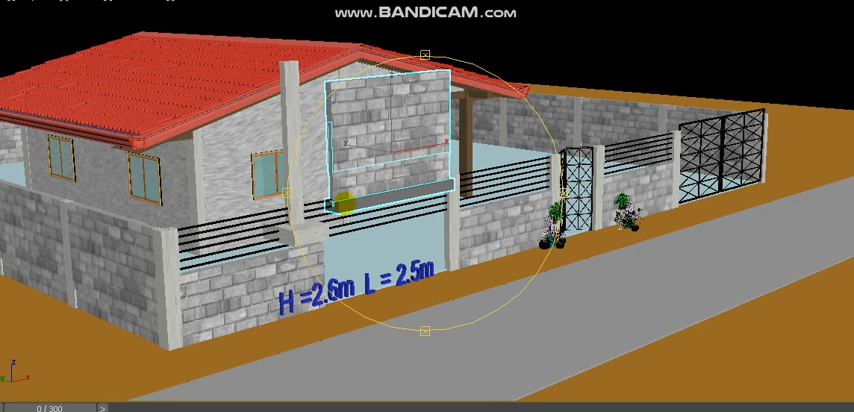 www.BANDICAM.com
H =2.6m L = 2.5m
z
x
y
x
0 / 300
>